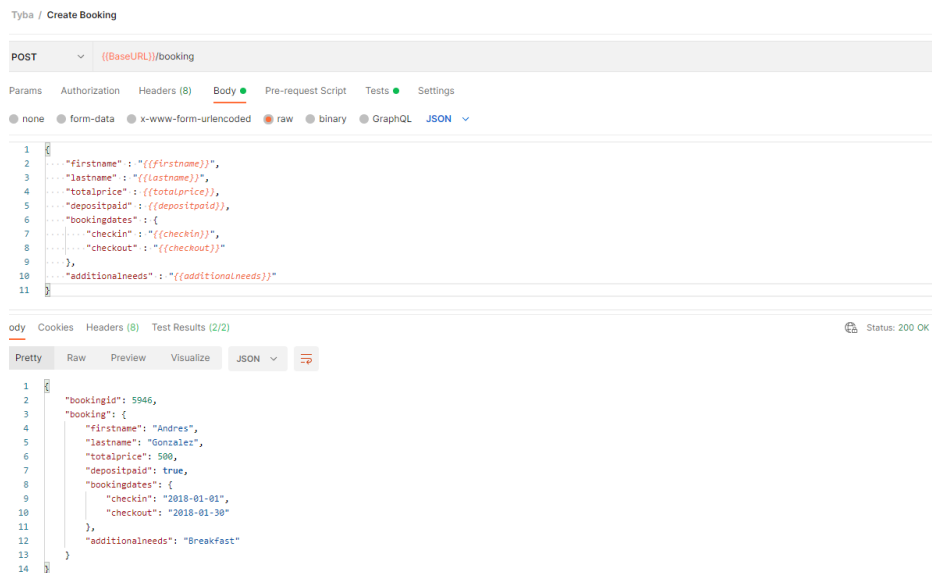 Tyba / Create Booking
POST {{BaseURL}}/booking
Params Authorization Headers (8) Body Pre-request Script Tests Settings
none form-data x-www-form-urlencoded raw binary GraphQL JSON
1 {
2 "firstname" : "{{firstname}}",
3 "lastname" : "{{lastname}}",
4 "totalprice" : {{totalprice}},
5 "depositpaid" : {{depositpaid}},
6 "bookingdates" : {
7 "checkin" : "{{checkin}}",
8 "checkout" : "{{checkout}}"
9 },
10 "additionalneeds" : "{{additionalneeds}}"
11 }
ody Cookies Headers (8) Test Results (2/2) Status: 200 OK
Pretty Raw Preview Visualize JSON
1 {
2 "bookingid": 5946,
3 "booking": {
4 "firstname": "Andres",
5 "lastname": "Gonzalez",
6 "totalprice": 500,
7 "depositpaid": true,
8 "bookingdates": {
9 "checkin": "2018-01-01",
10 "checkout": "2018-01-30"
11 },
12 "additionalneeds": "Breakfast"
13 }
14 }